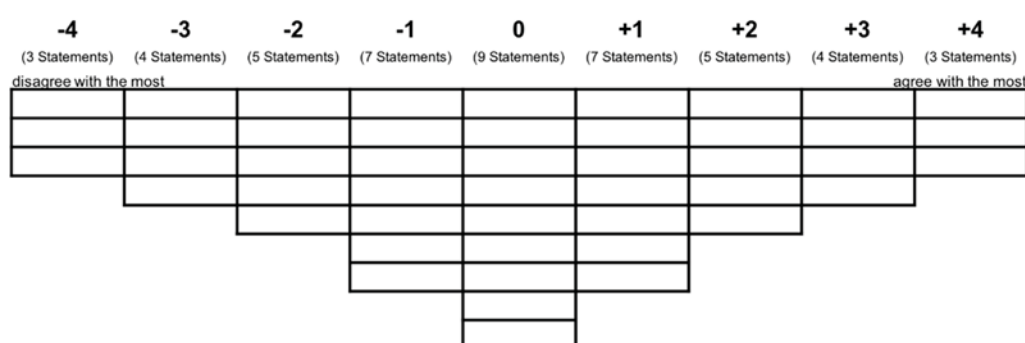 -4 -3 -2 -1 0 +1 +2 +3 +4
(3 Statements) (4 Statements) (5 Statements) (7 Statements) (9 Statements) (7 Statements) (5 Statements) (4 Statements) (3 Statements)
disagree with the most agree with the most